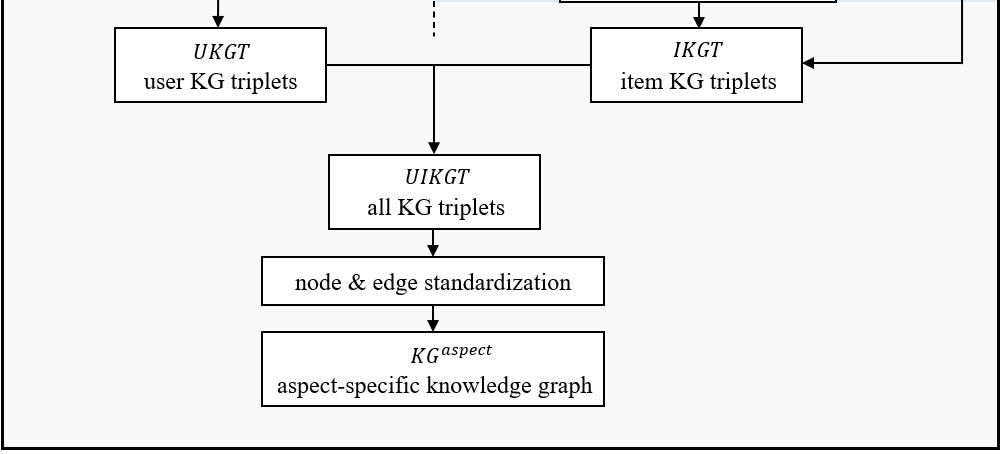 UKGT
user KG triplets
IKGT
item KG triplets
UIKGT
all KG triplets
node & edge standardization
KG^aspect
aspect-specific knowledge graph